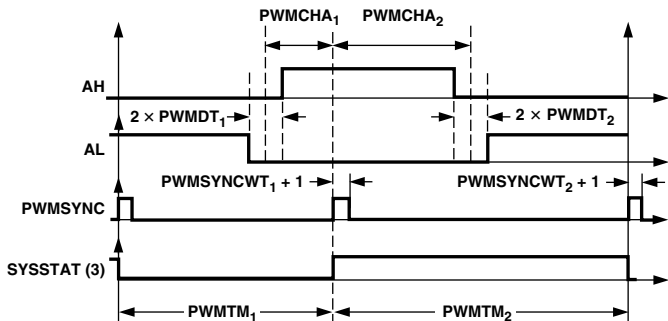 PWMCHA₁ PWMCHA₂
AH
2 × PWMDT₁ 2 × PWMDT₂
AL
PWMSYNCWT₁ + 1 PWMSYNCWT₂ + 1
PWMSYNC
SYSSTAT (3)
PWMTM₁ PWMTM₂